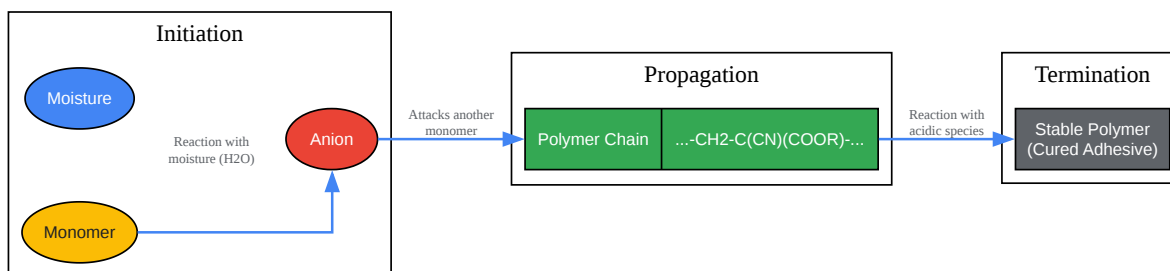 Initiation
Moisture
Reaction with
moisture (H2O)
Anion
Monomer
Attacks another
monomer
Propagation
Polymer Chain
...-CH2-C(CN)(COOR)-...
Reaction with
acidic species
Termination
Stable Polymer
(Cured Adhesive)